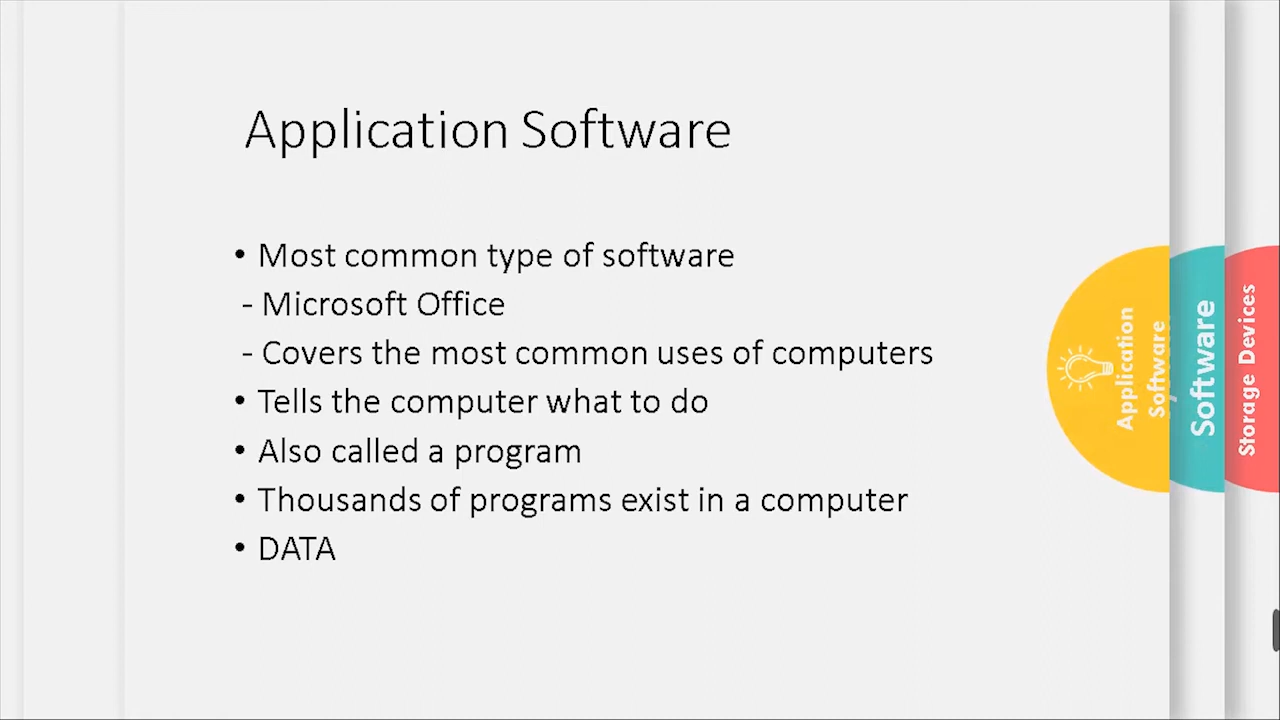 Application Software
• Most common type of software
- Microsoft Office
- Covers the most common uses of computers
• Tells the computer what to do
• Also called a program
• Thousands of programs exist in a computer
• DATA
Application
Software
Software
Storage Devices